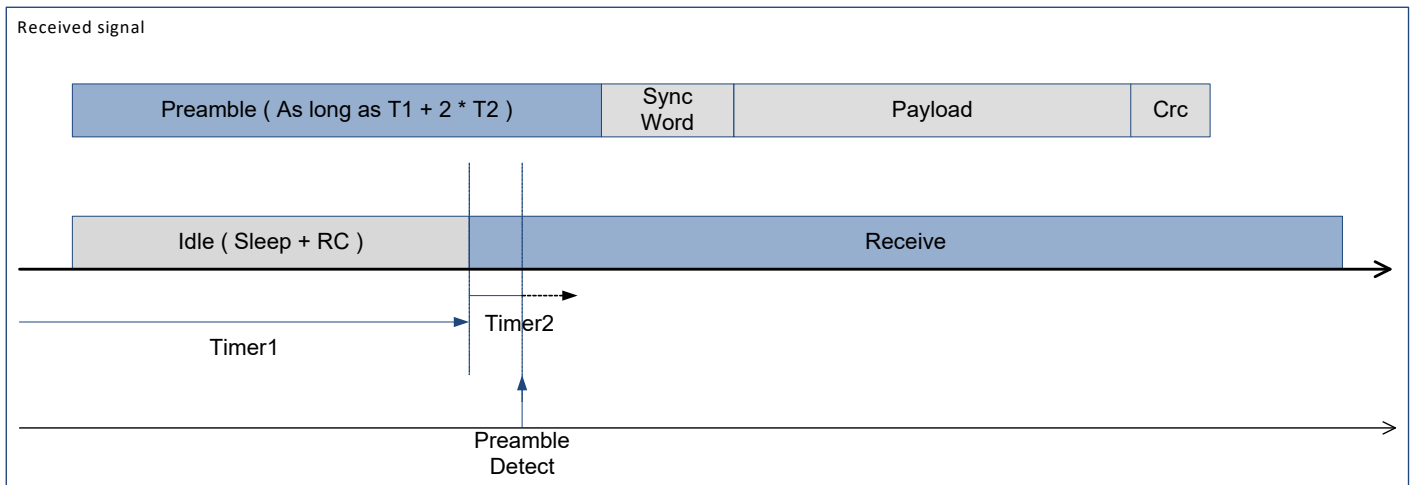 Received signal
Preamble ( As long as T1 + 2 * T2 )
Sync
Word
Payload
Crc
Idle ( Sleep + RC )
Receive
Timer2
Timer1
Preamble
Detect